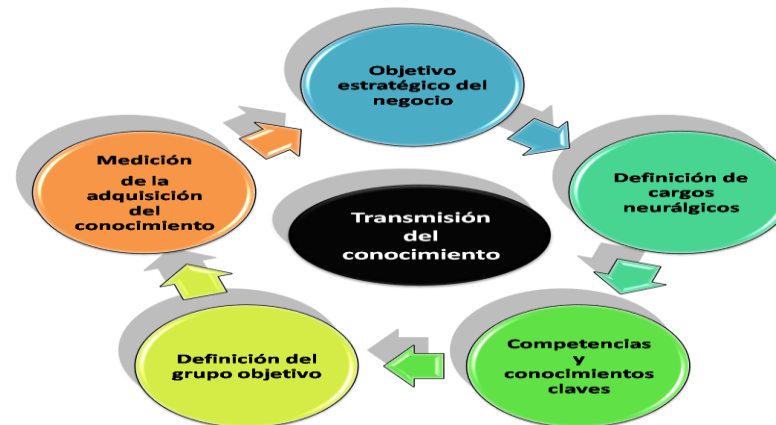 Objetivo
estratégico del
negocio
Definición de
cargos
neurálgicos
Competencias
y
conocimientos
claves
Definición del
grupo objetivo
Medición
de la
adquisición del
conocimiento
Transmisión
del
conocimiento